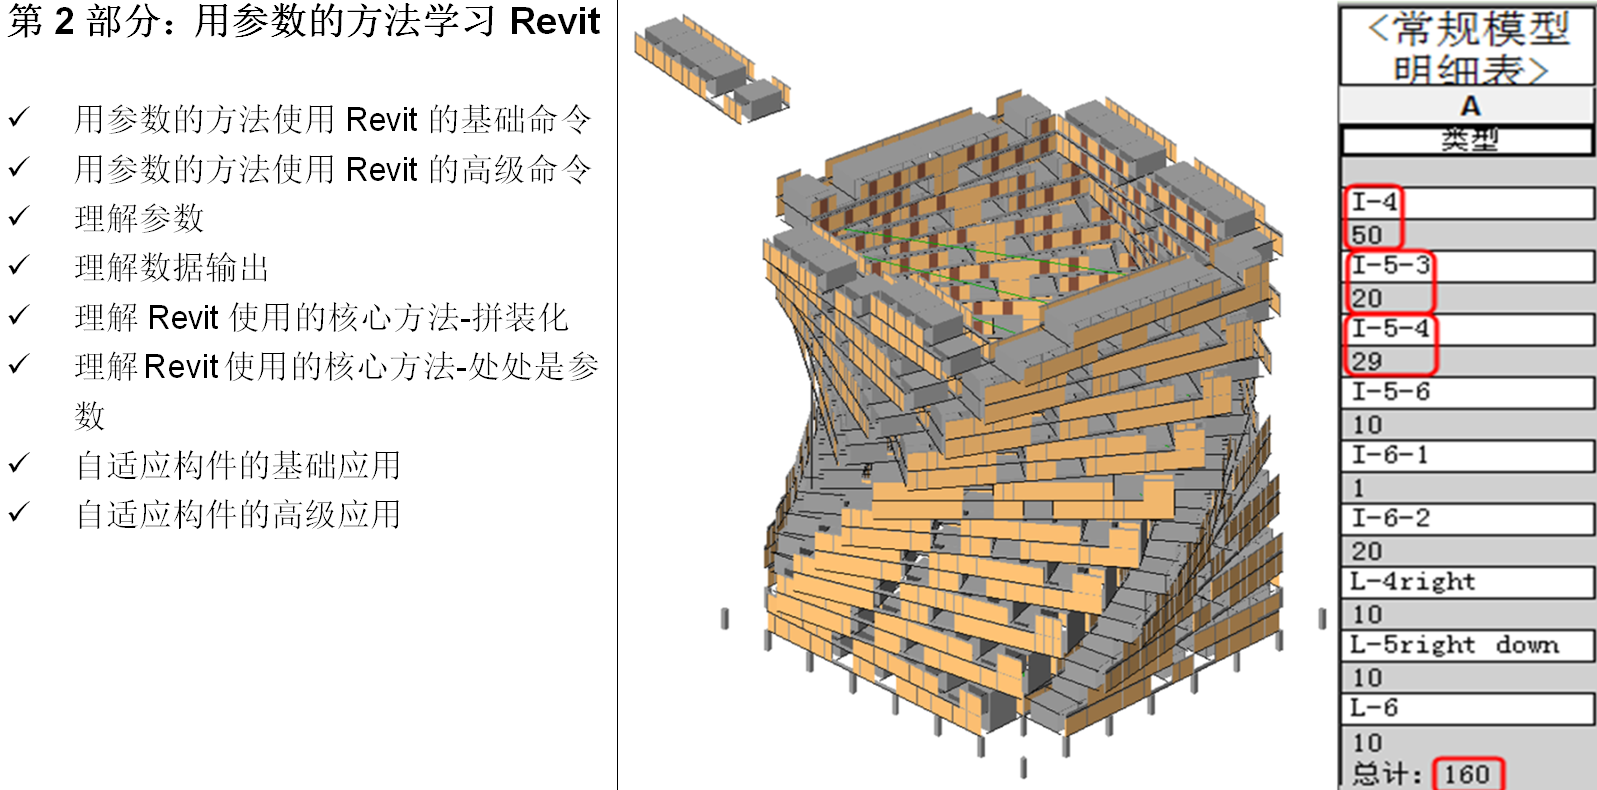 第 2 部分：用参数的方法学习 Revit
✓ 用参数的方法使用 Revit 的基础命令
✓ 用参数的方法使用 Revit 的高级命令
✓ 理解参数
✓ 理解数据输出
✓ 理解 Revit 使用的核心方法-拼装化
✓ 理解 Revit 使用的核心方法-处处是参
数
✓ 自适应构件的基础应用
✓ 自适应构件的高级应用
<常规模型
明细表>
A
类型
I-4
50
I-5-3
20
I-5-4
29
I-5-6
10
I-6-1
1
I-6-2
20
L-4right
10
L-5right down
10
L-6
10
总计: 160